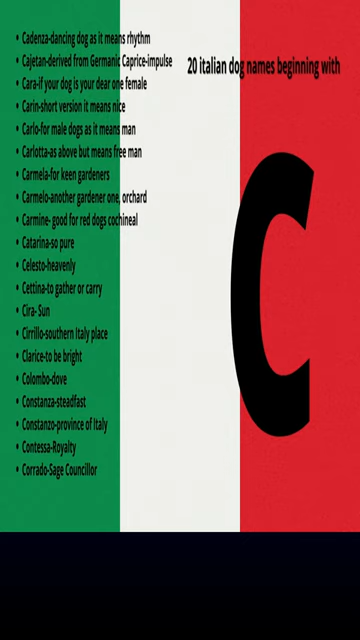 • Cadenza-dancing dog as it means rhythm
• Cajetan-derived from Germanic Caprice-impulse
20 italian dog names beginning with
• Cara-if your dog is your dear one female
• Carin-short version it means nice
• Carlo-for male dogs as it means man
• Carlotta-as above but means free man
• Carmela-for keen gardeners
• Carmelo-another gardener one, orchard
• Carmine- good for red dogs cochineal
• Catarina-so pure
• Celesto-heavenly
• Cettina-to gather or carry
• Cira- Sun
• Cirrillo-southern Italy place
• Clarice-to be bright
• Colombo-dove
• Constanza-steadfast
• Constanzo-province of Italy
• Contessa-Royalty
• Corrado-Sage Councillor
C